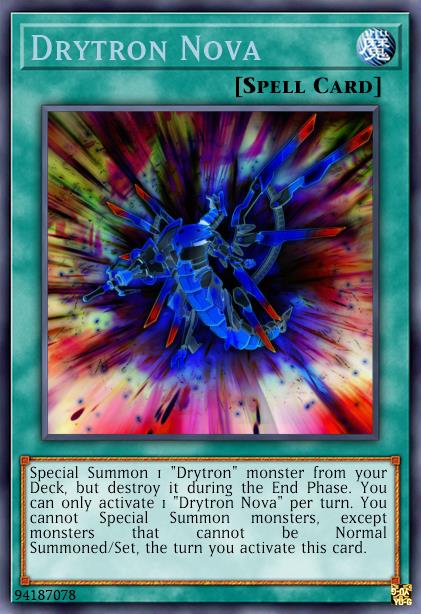 Drytron Nova
魔
[Spell Card]
Special Summon 1 "Drytron" monster from your
Deck, but destroy it during the End Phase. You
can only activate 1 "Drytron Nova" per turn. You
cannot Special Summon monsters, except
monsters that cannot be Normal
Summoned/Set, the turn you activate this card.
94187078